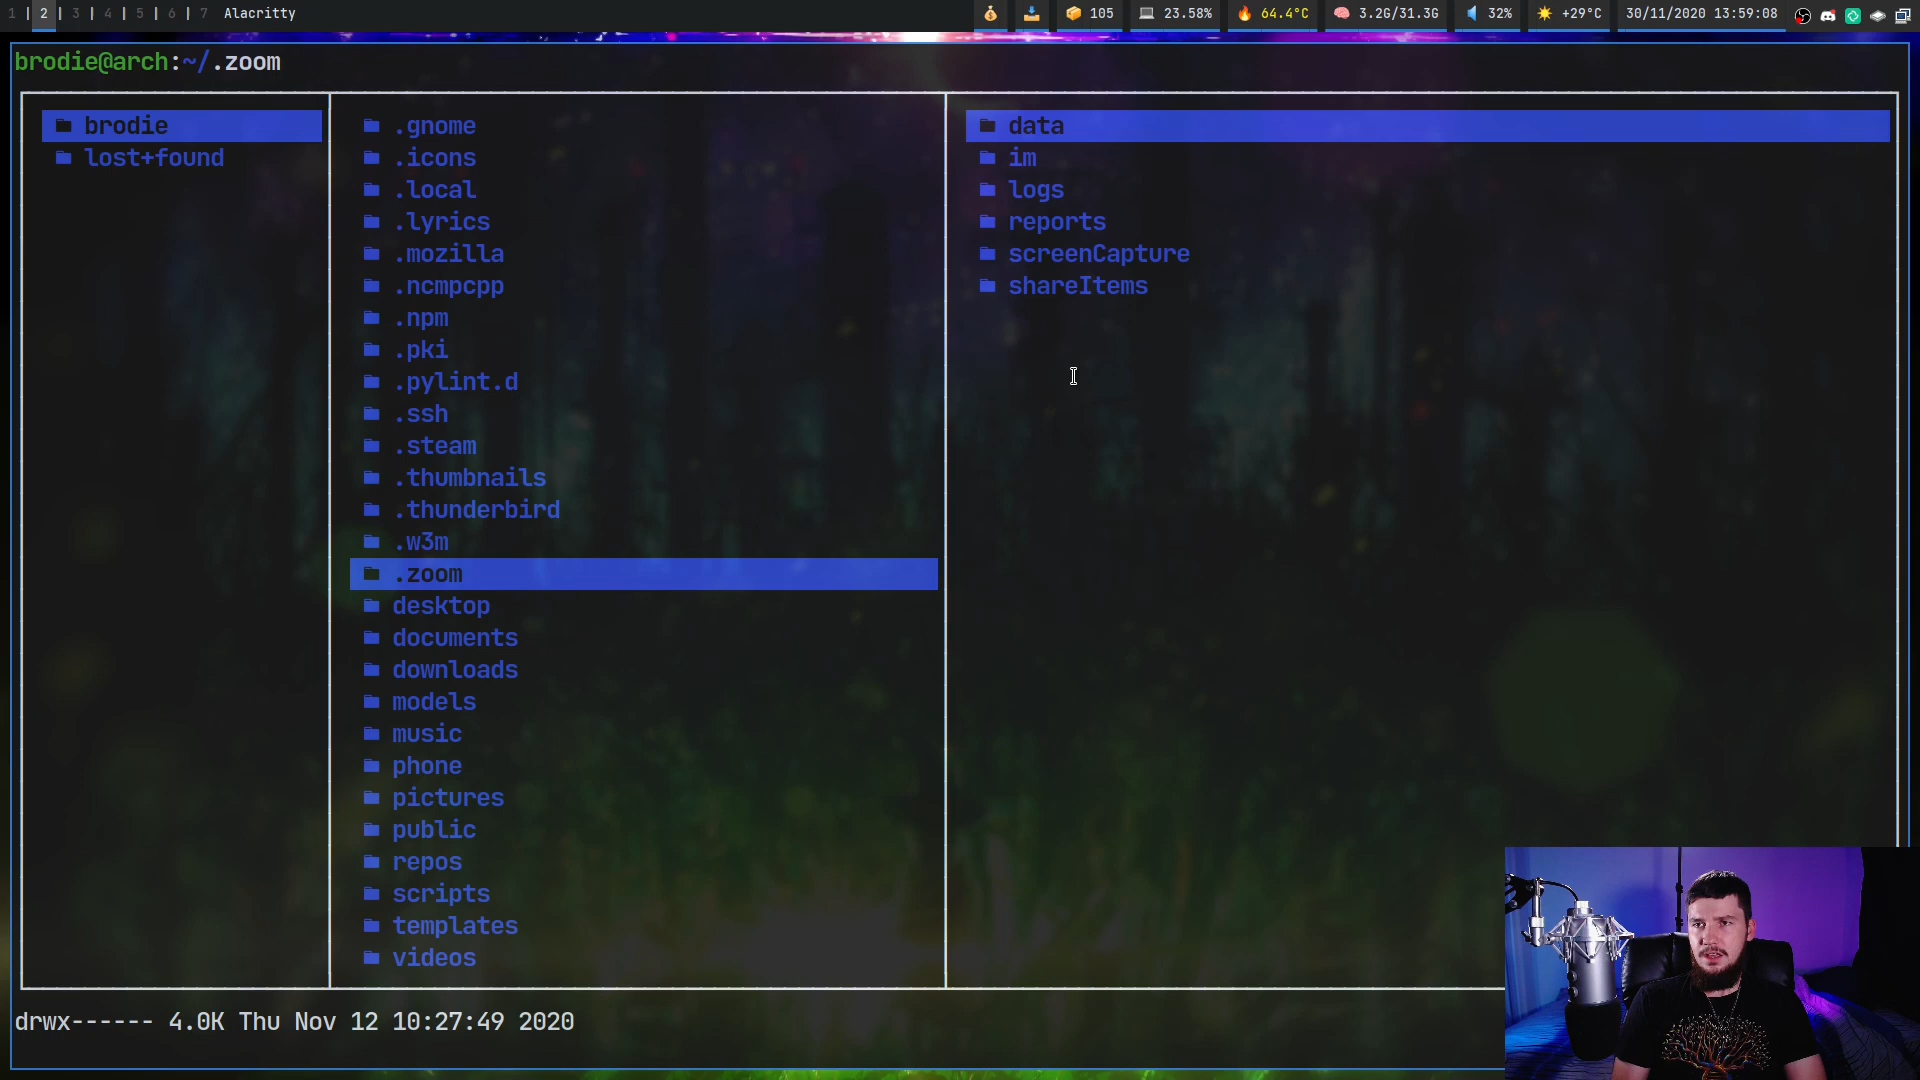 1 | 2 | 3 | 4 | 5 | 6 | 7 Alacritty 105 23.58% 64.4°C 3.2G/31.3G 32% +29°C 30/11/2020 13:59:08
brodie@arch:~/.zoom
brodie
lost+found
.gnome
.icons
.local
.lyrics
.mozilla
.ncmpcpp
.npm
.pki
.pylint.d
.ssh
.steam
.thumbnails
.thunderbird
.w3m
.zoom
desktop
documents
downloads
models
music
phone
pictures
public
repos
scripts
templates
videos
data
im
logs
reports
screenCapture
shareItems
drwx------ 4.0K Thu Nov 12 10:27:49 2020